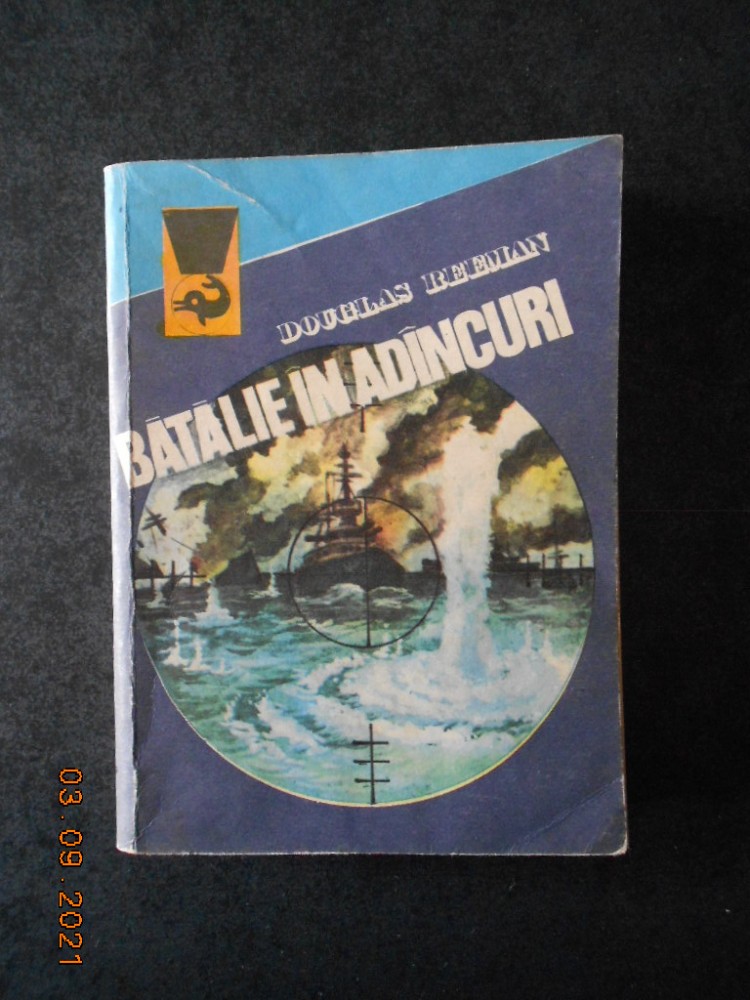 DOUGLAS REEMAN
BĂTĂLIE ÎN ADÎNCURI
03.09.2021